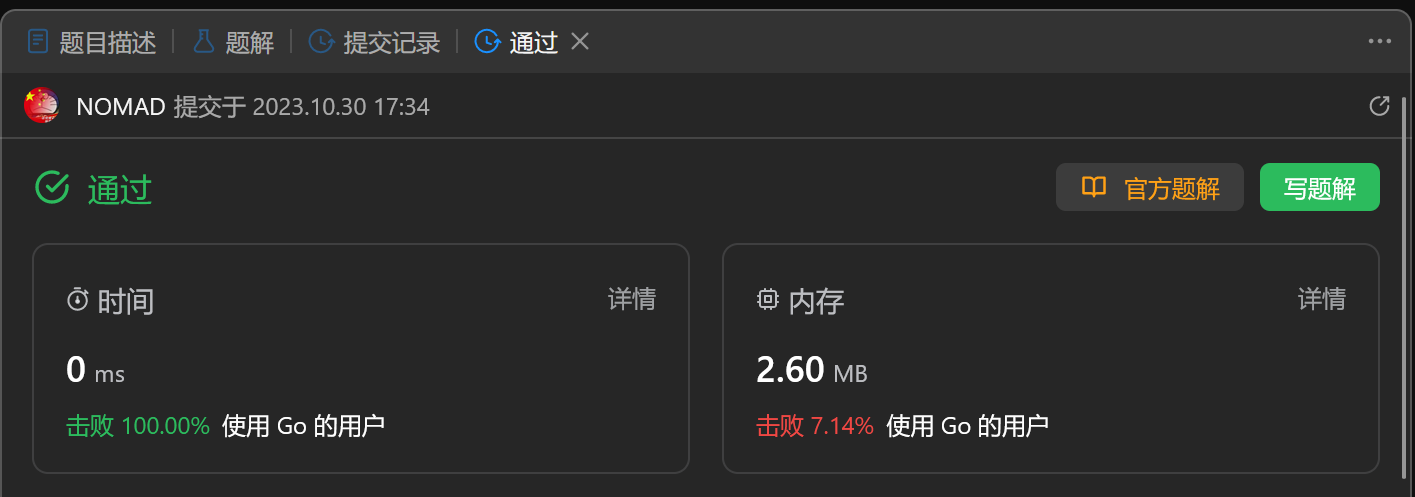 题目描述 题解 提交记录 通过
NOMAD 提交于 2023.10.30 17:34
通过 官方题解 写题解
时间 详情 内存 详情
0 ms 2.60 MB
击败 100.00% 使用 Go 的用户 击败 7.14% 使用 Go 的用户